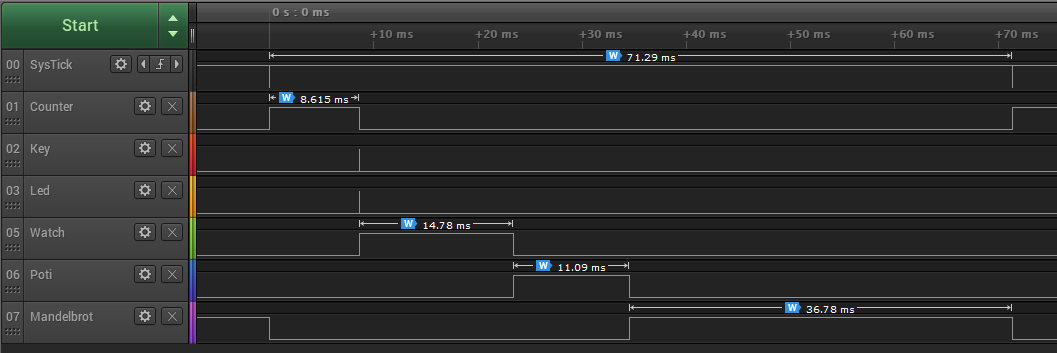 Start
0 s : 0 ms
+10 ms +20 ms +30 ms +40 ms +50 ms +60 ms +70 ms
00 SysTick W 71.29 ms
01 Counter W 8.615 ms
02 Key
03 Led
05 Watch W 14.78 ms
06 Poti W 11.09 ms
07 Mandelbrot W 36.78 ms